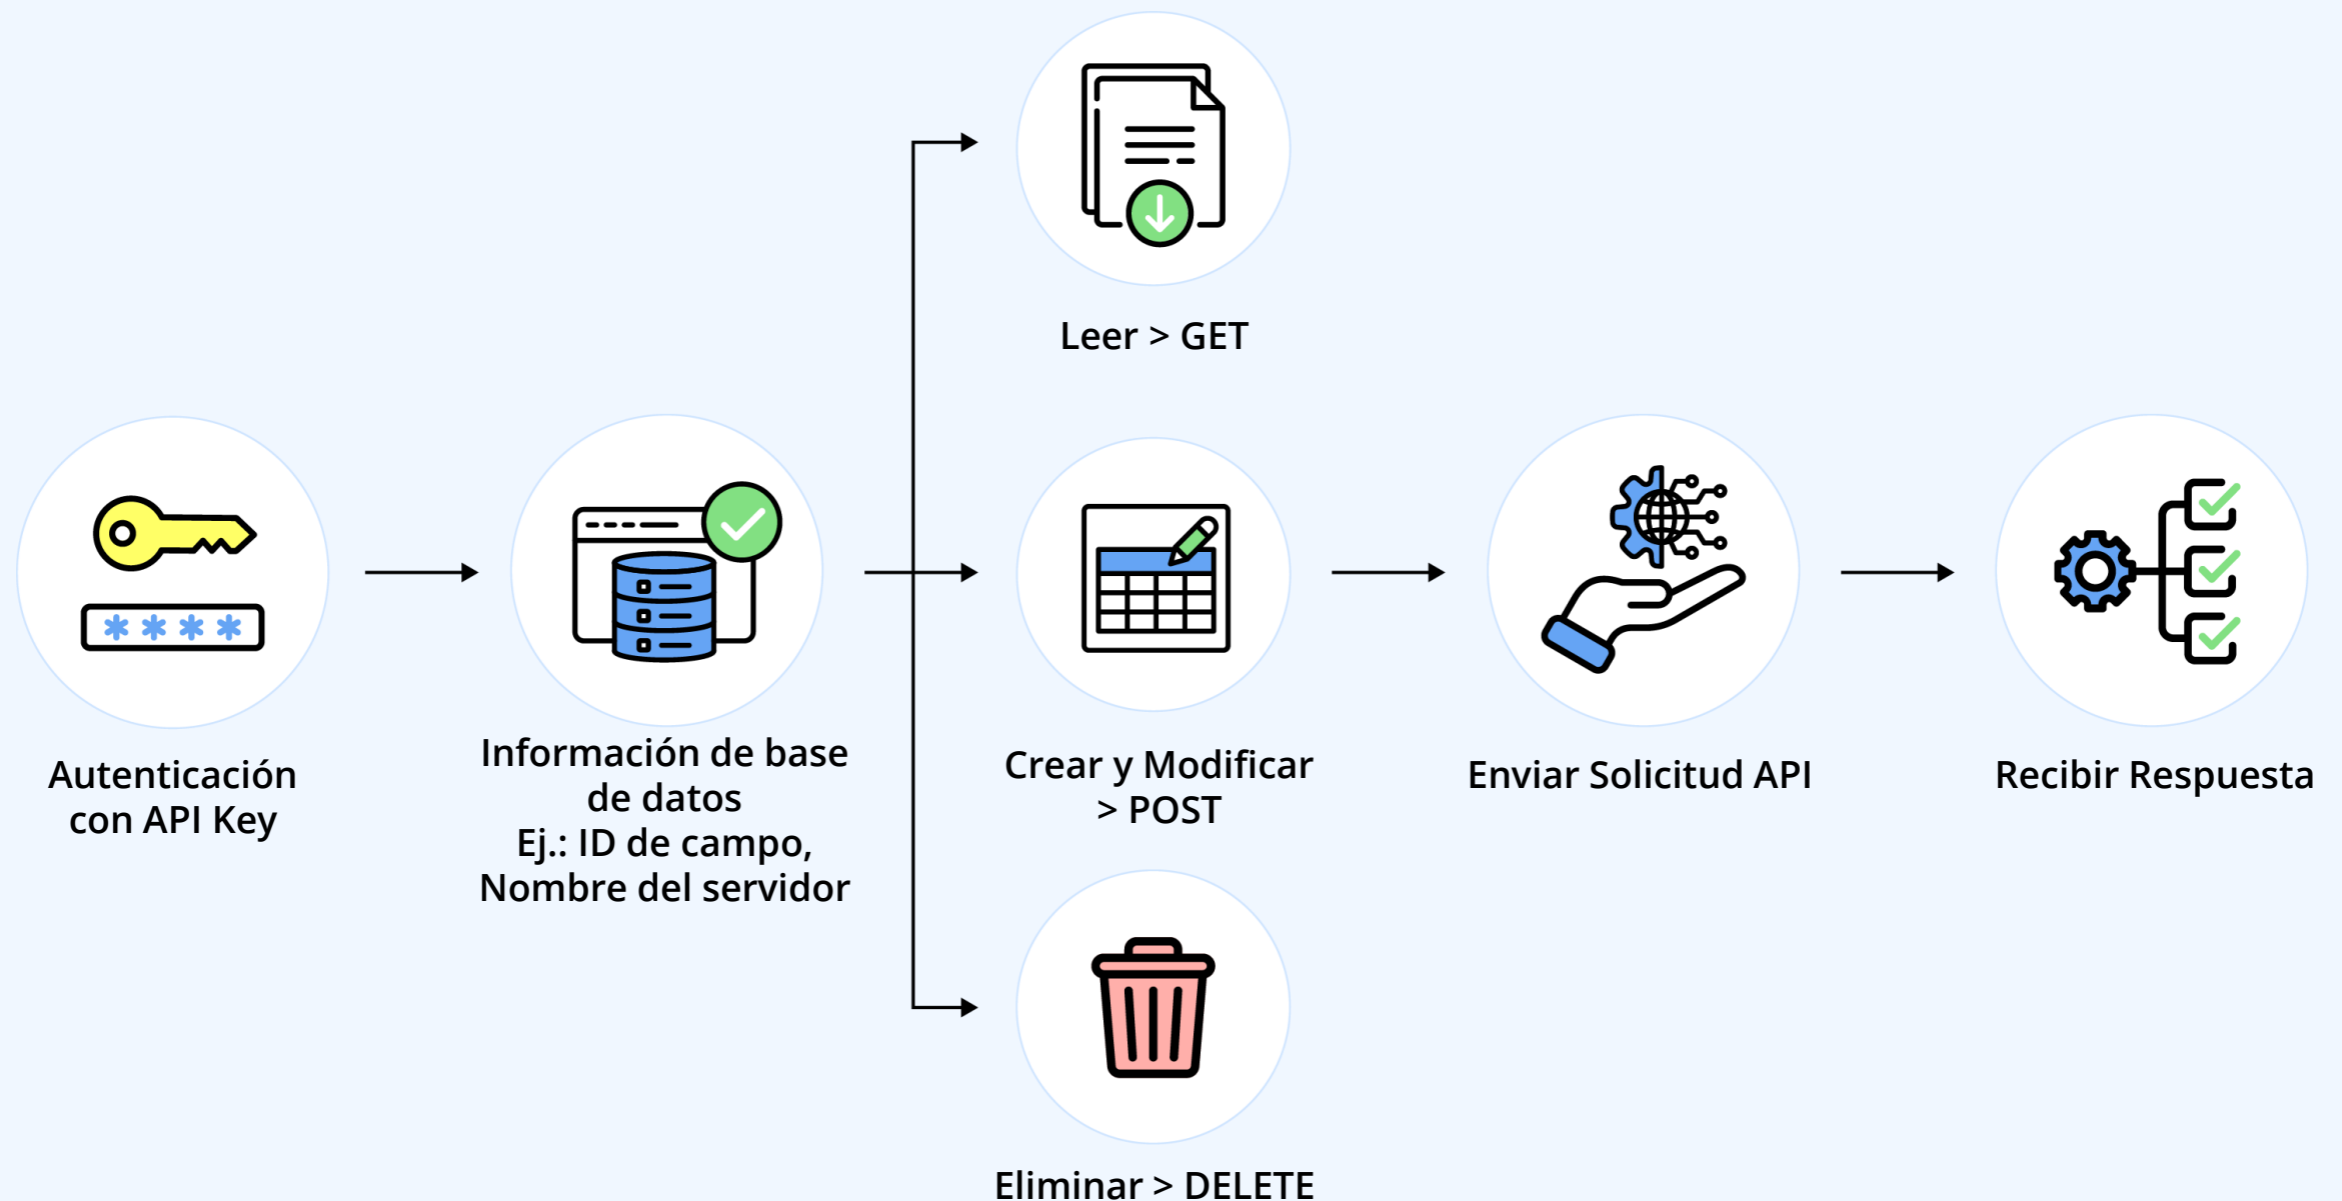 Leer > GET
Autenticación
con API Key
Información de base
de datos
Ej.: ID de campo,
Nombre del servidor
Crear y Modificar
> POST
Enviar Solicitud API
Recibir Respuesta
Eliminar > DELETE